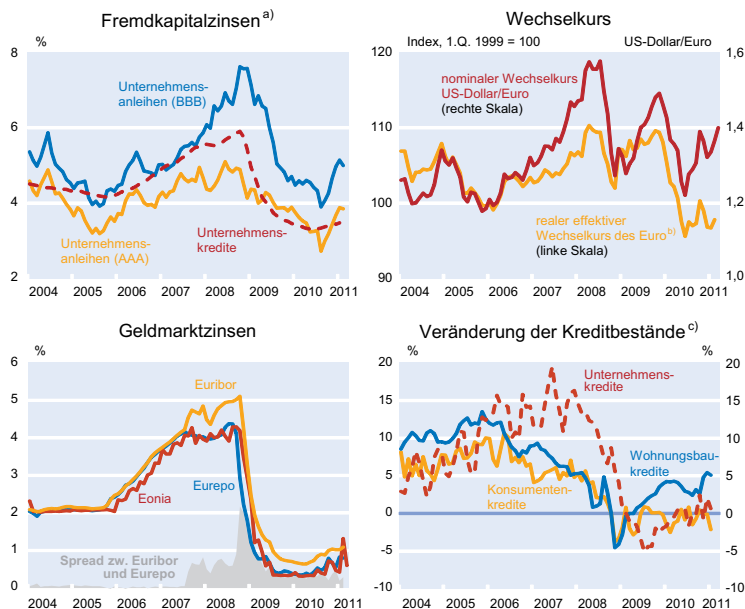 Fremdkapitalzinsen a)
%
8
6
4
2
Unternehmens-
anleihen (BBB)
Unternehmens-
anleihen (AAA)
Unternehmens-
kredite
2004 2005 2006 2007 2008 2009 2010 2011
Wechselkurs
Index, 1.Q. 1999 = 100 US-Dollar/Euro
120 1,6
110 1,4
100 1,2
90 1,0
nominaler Wechselkurs
US-Dollar/Euro
(rechte Skala)
realer effektiver
Wechselkurs des Euro b)
(linke Skala)
2004 2005 2006 2007 2008 2009 2010 2011
Geldmarktzinsen
%
6
5
4
3
2
1
0
Euribor
Eurepo
Eonia
Spread zw. Euribor
und Eurepo
2004 2005 2006 2007 2008 2009 2010 2011
Veränderung der Kreditbestände c)
% %
20 20
15 15
10 10
5 5
0 0
-5 -5
-10 -10
Unternehmens-
kredite
Wohnungsbau-
kredite
Konsumenten-
kredite
2004 2005 2006 2007 2008 2009 2010 2011